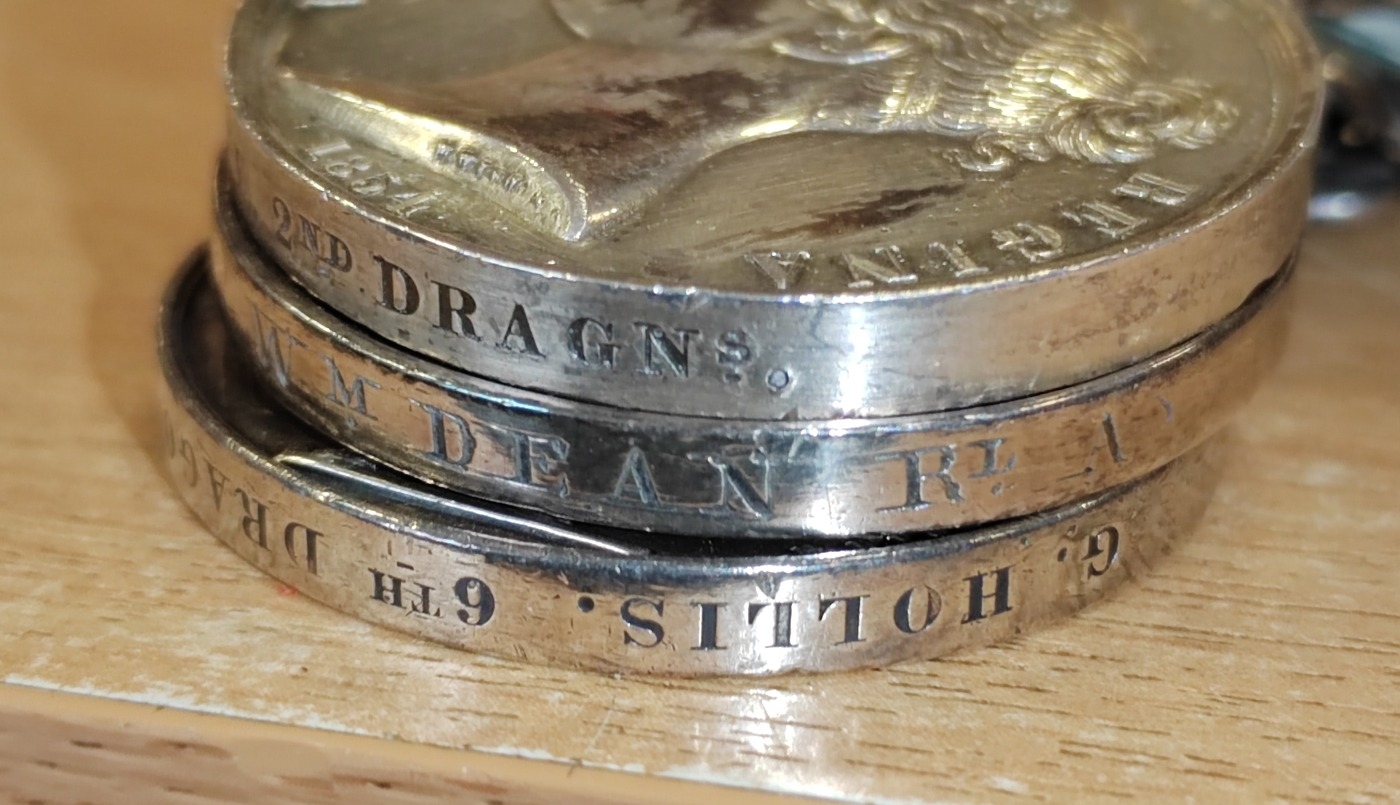 REGINA
1854
2ND DRAGNS.
WM DEAN RL A
G. HOLLIS. 6TH DRAG